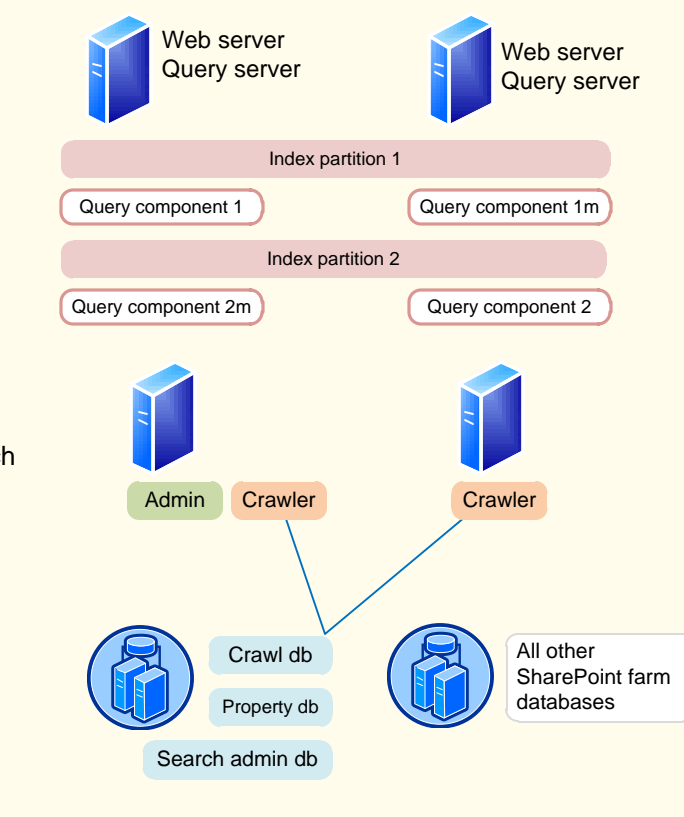 Web server
Query server
Web server
Query server
Index partition 1
Query component 1
Query component 1m
Index partition 2
Query component 2m
Query component 2
Admin
Crawler
Crawler
Crawl db
Property db
Search admin db
All other
SharePoint farm
databases